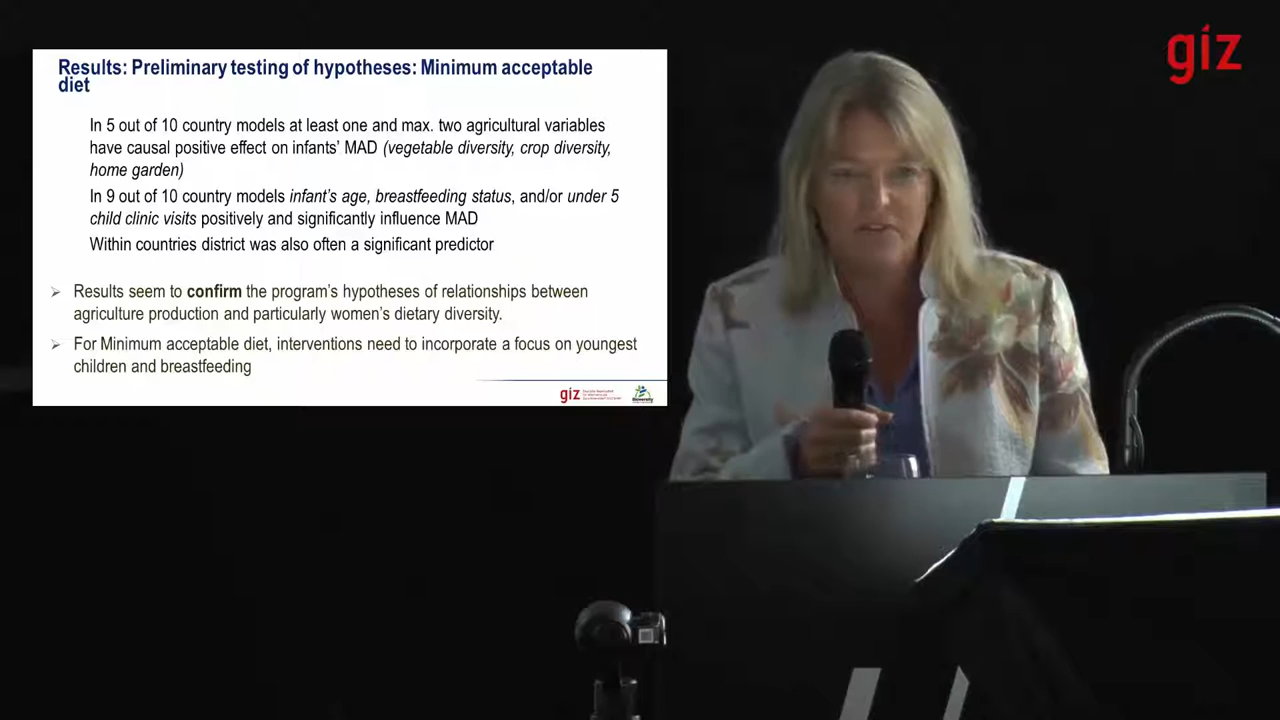 giz
Results: Preliminary testing of hypotheses: Minimum acceptable
diet
In 5 out of 10 country models at least one and max. two agricultural variables
have causal positive effect on infants' MAD (vegetable diversity, crop diversity,
home garden)
In 9 out of 10 country models infant's age, breastfeeding status, and/or under 5
child clinic visits positively and significantly influence MAD
Within countries district was also often a significant predictor
Results seem to confirm the program's hypotheses of relationships between
agriculture production and particularly women's dietary diversity.
For Minimum acceptable diet, interventions need to incorporate a focus on youngest
children and breastfeeding
giz